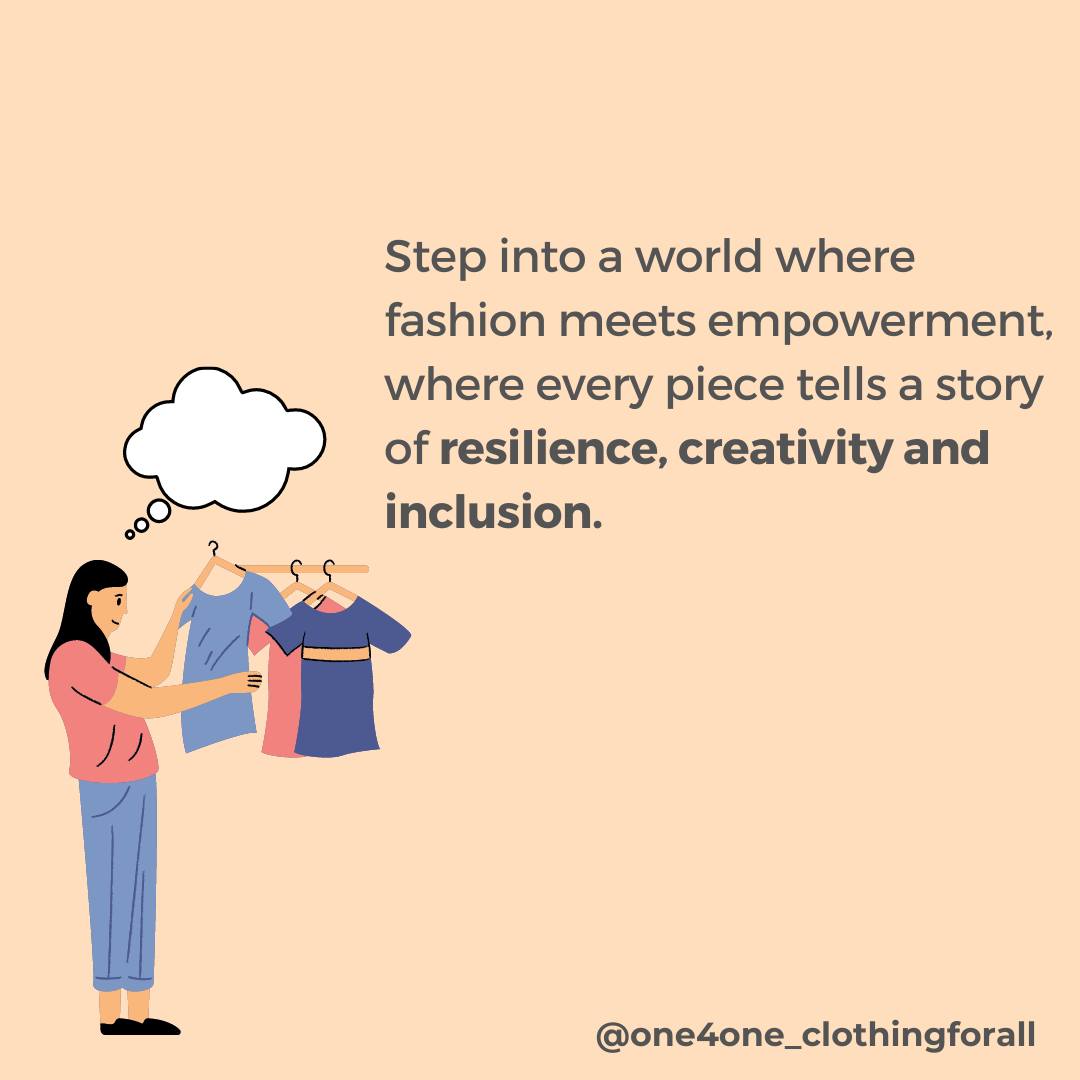 Step into a world where
fashion meets empowerment,
where every piece tells a story
of resilience, creativity and
inclusion.
@one4one_clothingforall